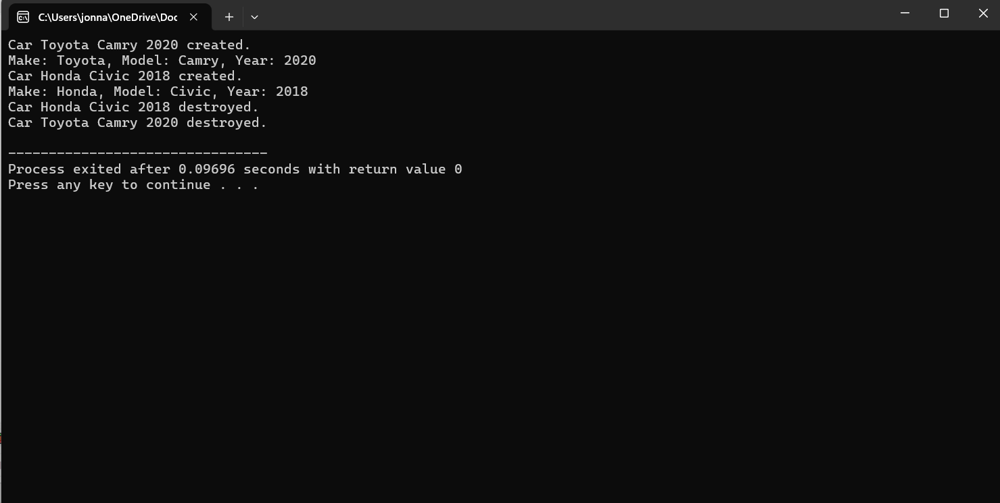 C:\Users\jonna\OneDrive\Doc
Car Toyota Camry 2020 created.
Make: Toyota, Model: Camry, Year: 2020
Car Honda Civic 2018 created.
Make: Honda, Model: Civic, Year: 2018
Car Honda Civic 2018 destroyed.
Car Toyota Camry 2020 destroyed.
--------------------------------
Process exited after 0.09696 seconds with return value 0
Press any key to continue . . .